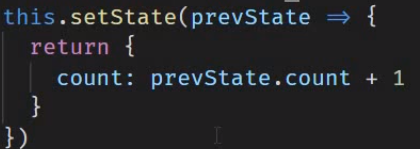 this.setState(prevState => {
  return {
    count: prevState.count + 1
  }
})